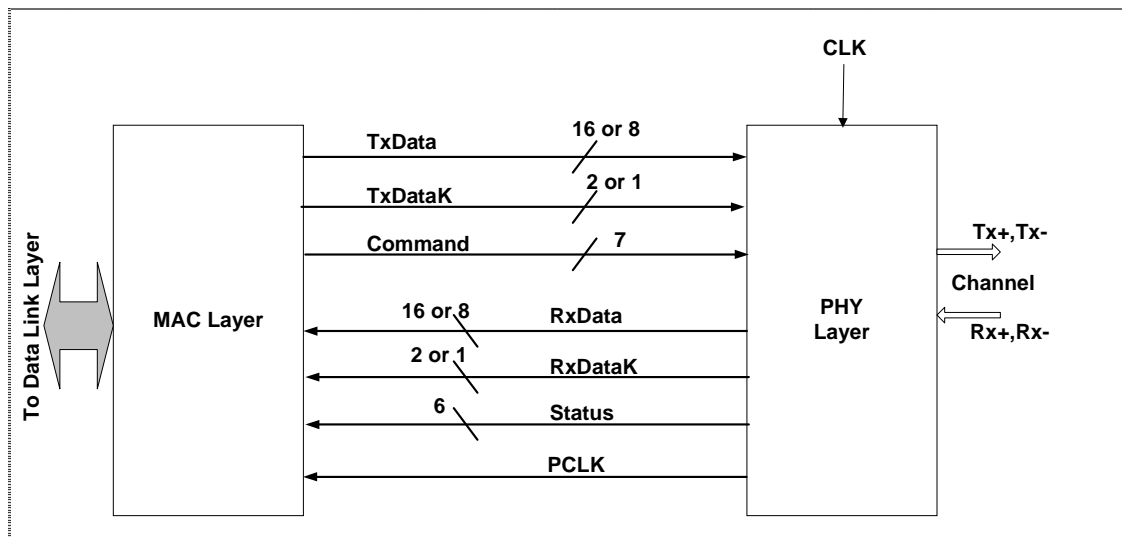 CLK
16 or 8
TxData
2 or 1
TxDataK
7
Command
Tx+,Tx-
Channel
Rx+,Rx-
To Data Link Layer
MAC Layer
PHY
Layer
16 or 8
RxData
2 or 1
RxDataK
6
Status
PCLK